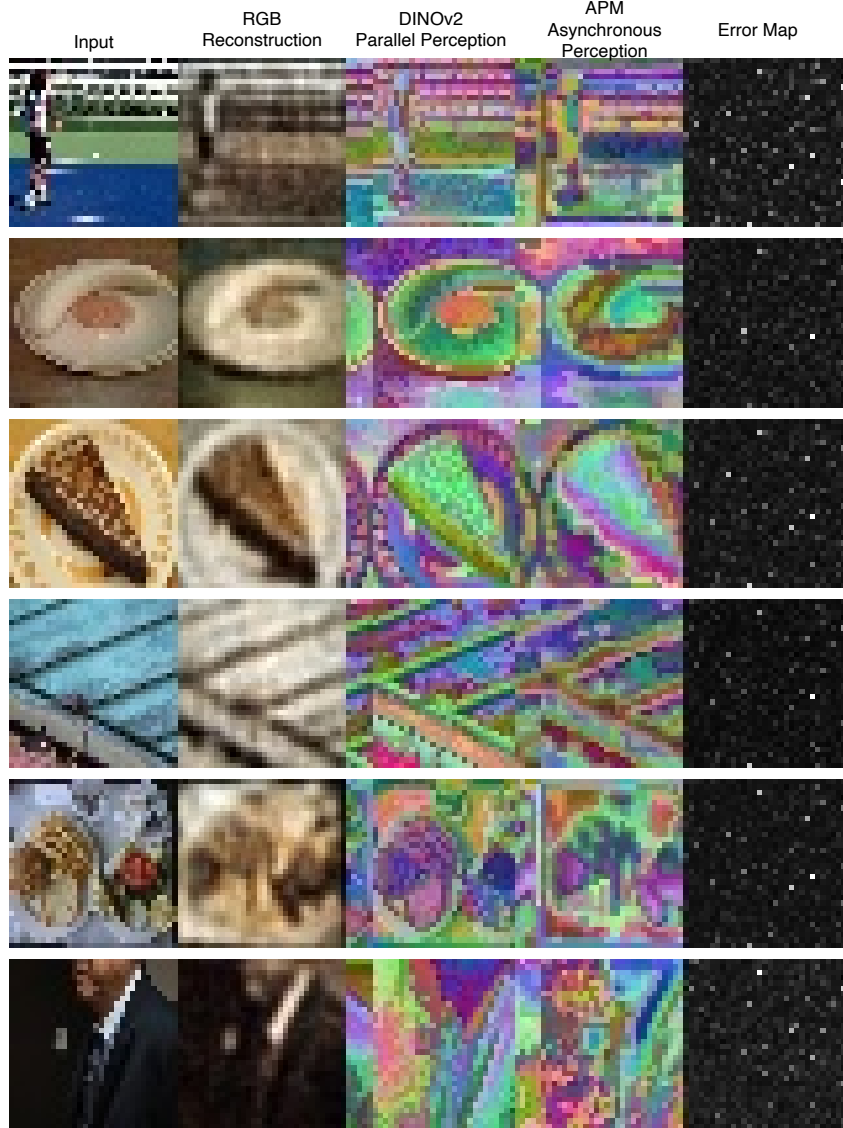 Input
RGB
Reconstruction
DINOv2
Parallel Perception
APM
Asynchronous
Perception
Error Map